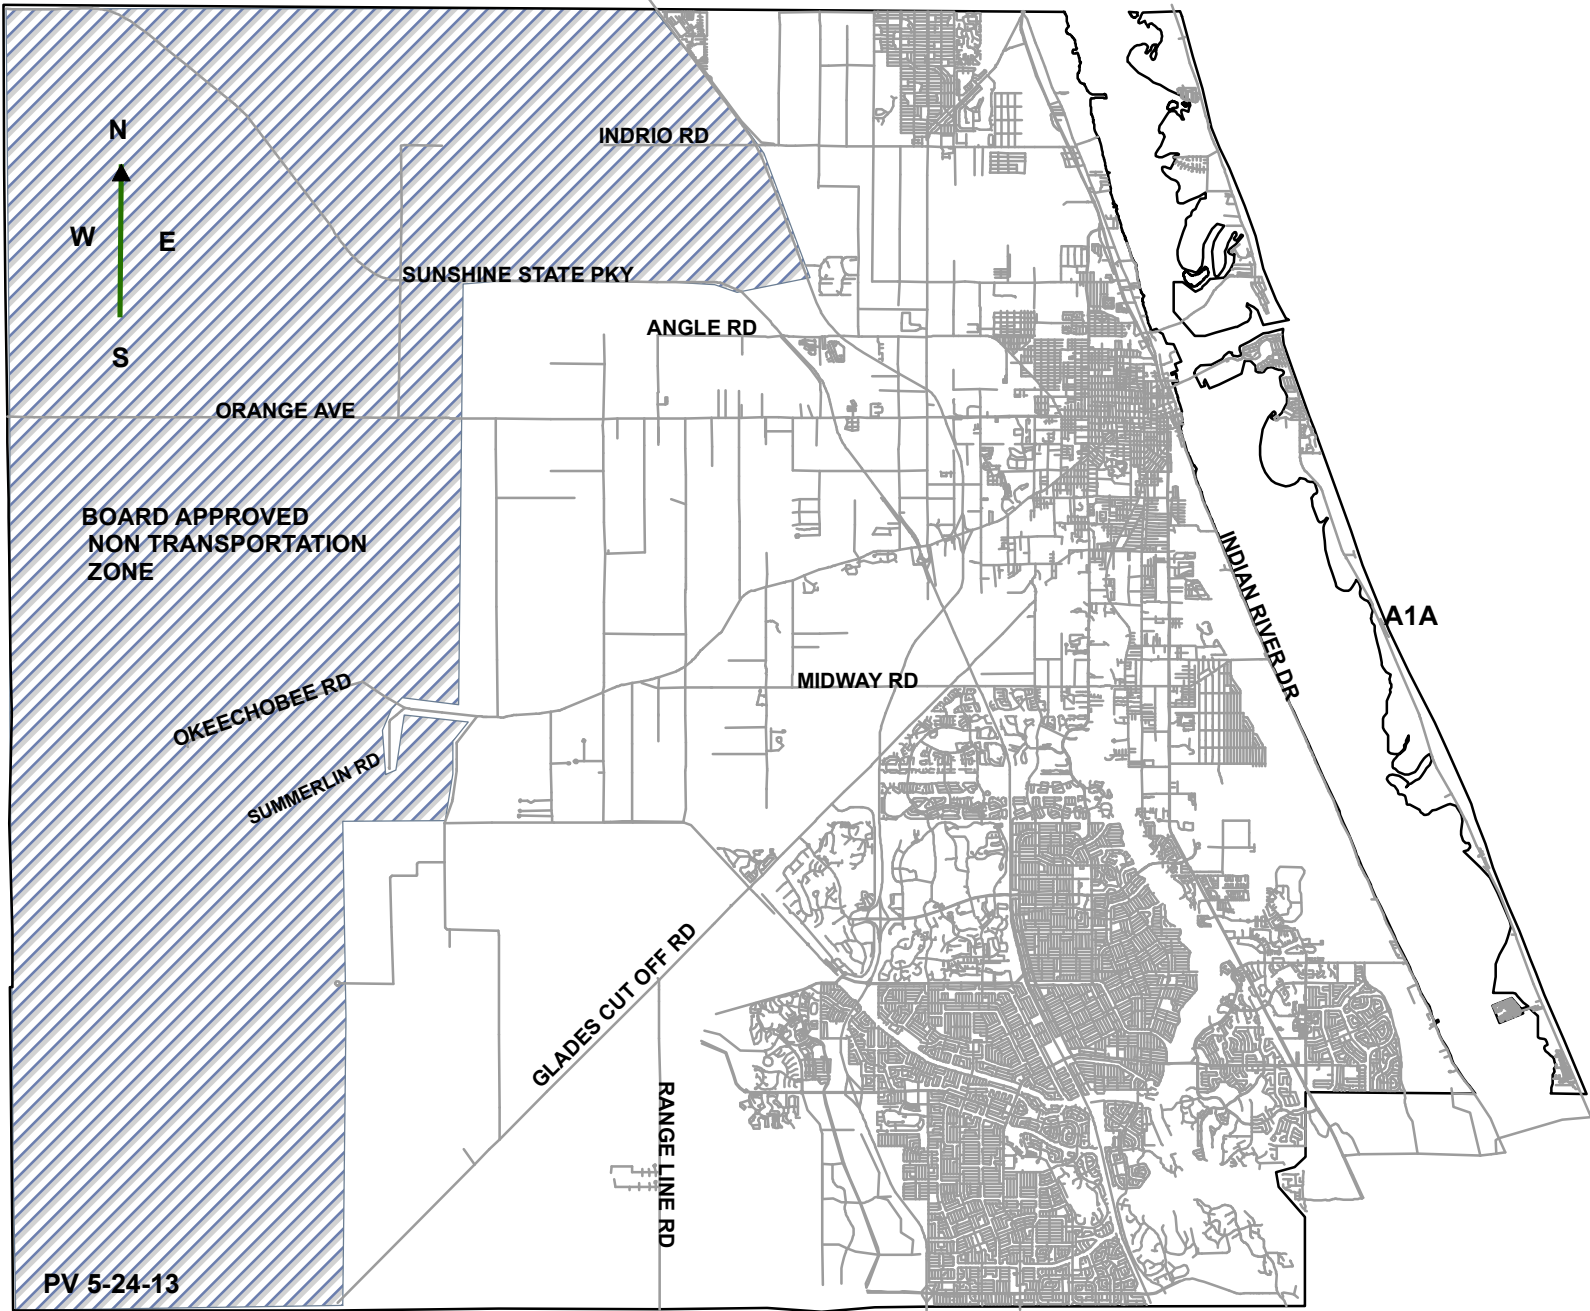 N
INDRIO RD
W
E
SUNSHINE STATE PKY
ANGLE RD
S
ORANGE AVE
BOARD APPROVED
NON TRANSPORTATION
ZONE
INDIAN RIVER DR
A1A
MIDWAY RD
OKEECHOBEE RD
SUMMERLIN RD
GLADES CUT OFF RD
RANGE LINE RD
PV 5-24-13